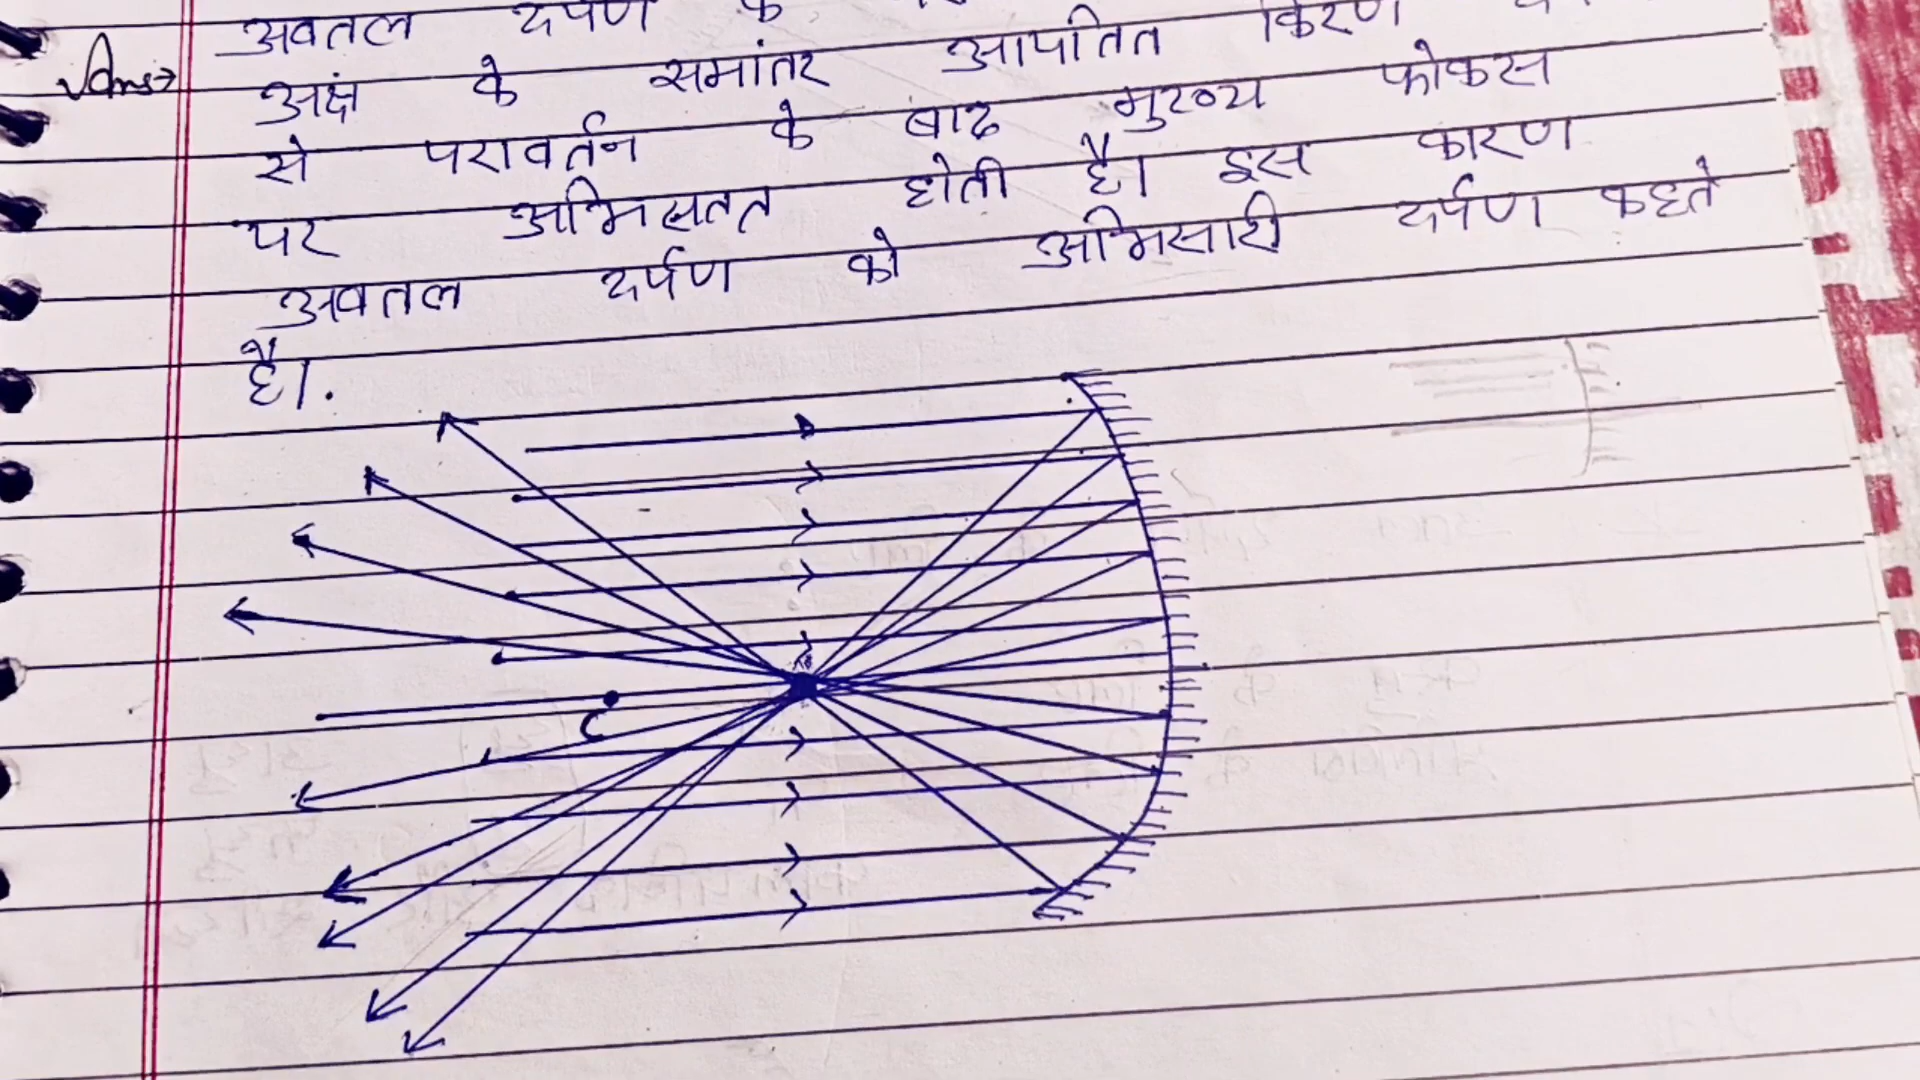 अवतल दर्पण के
Ans→
अक्ष के समांतर आपतित किरण
से परावर्तन के बाद मुख्य फोकस
पर अभिसतत होती है। इस कारण
अवतल दर्पण को अभिसारी दर्पण कहते
है।.
C